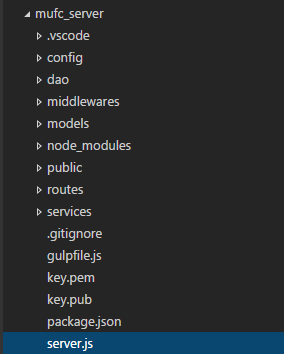 mufc_server
.vscode
config
dao
middlewares
models
node_modules
public
routes
services
.gitignore
gulpfile.js
key.pem
key.pub
package.json
server.js